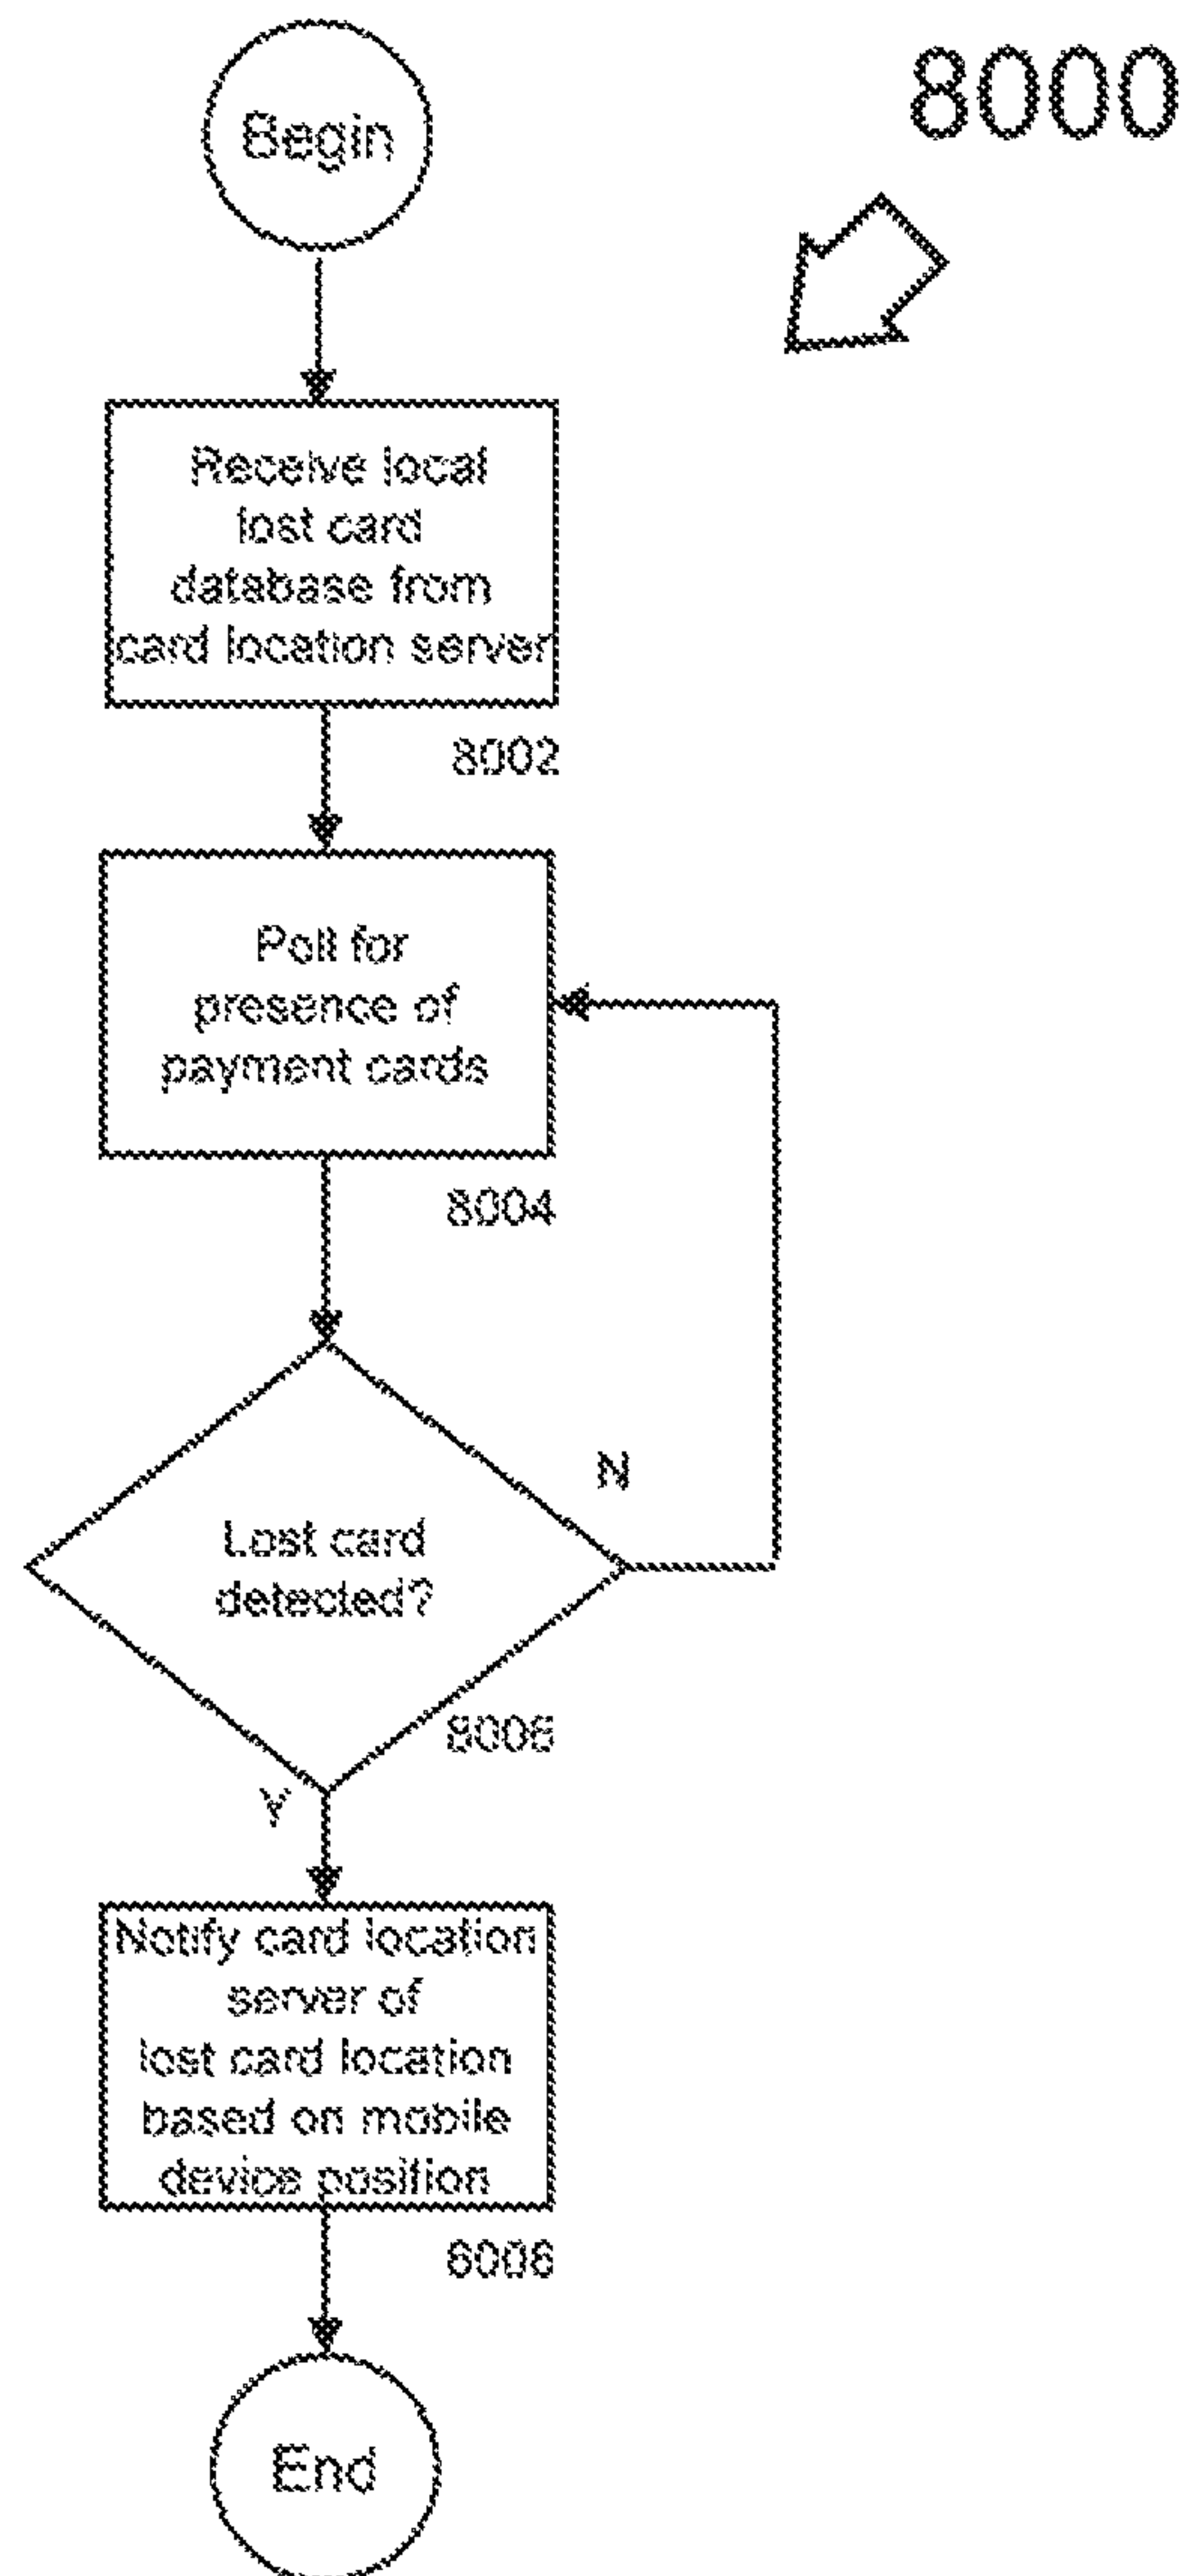 Begin
8000
Receive local
lost card
database from
card location server
8002
Poll for
presence of
payment cards
8004
N
Lost card
detected?
8006
Y
Notify card location
server of
lost card location
based on mobile
device position
6006
End